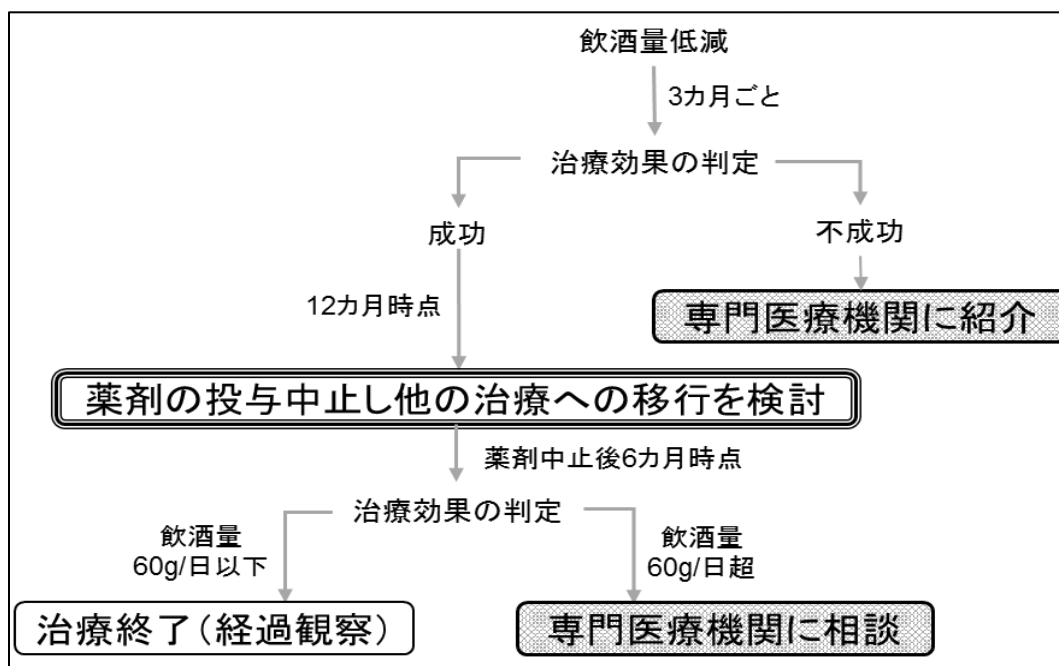 飲酒量低減
3カ月ごと
治療効果の判定
成功
不成功
12カ月時点
専門医療機関に紹介
薬剤の投与中止し他の治療への移行を検討
薬剤中止後6カ月時点
治療効果の判定
飲酒量
60g/日以下
飲酒量
60g/日超
治療終了(経過観察)
専門医療機関に相談